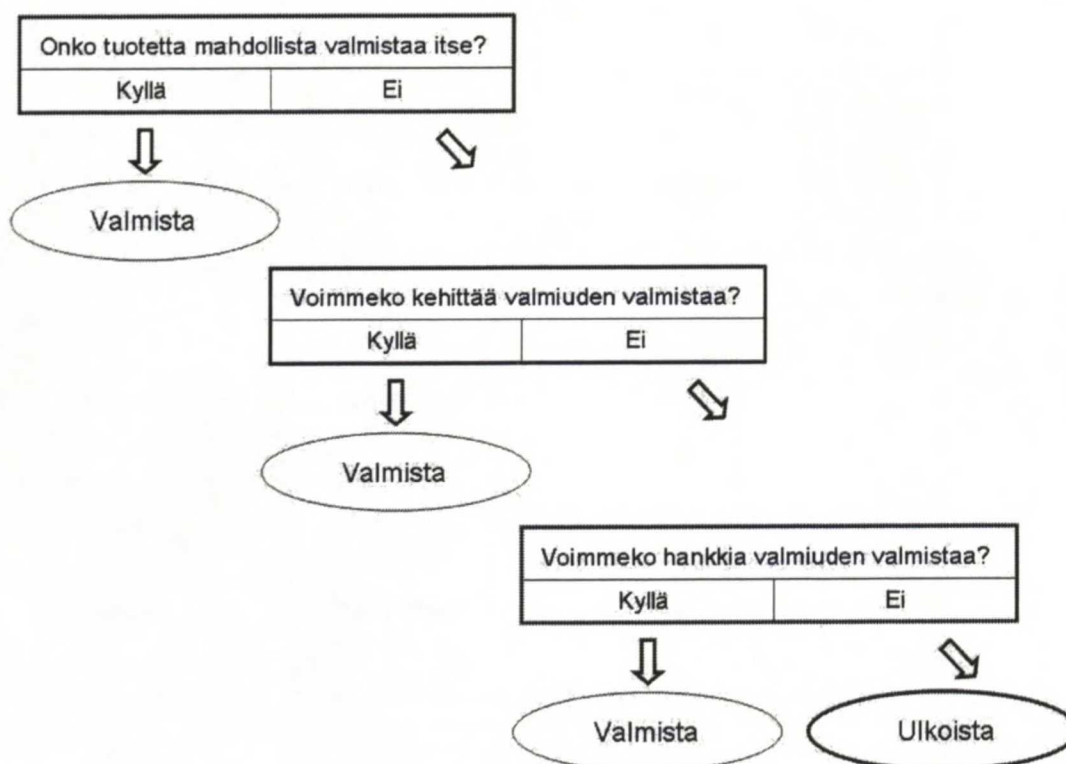 Onko tuotetta mahdollista valmistaa itse?
Kyllä Ei
Valmista
Voimmeko kehittää valmiuden valmistaa?
Kyllä Ei
Valmista
Voimmeko hankkia valmiuden valmistaa?
Kyllä Ei
Valmista Ulkoista